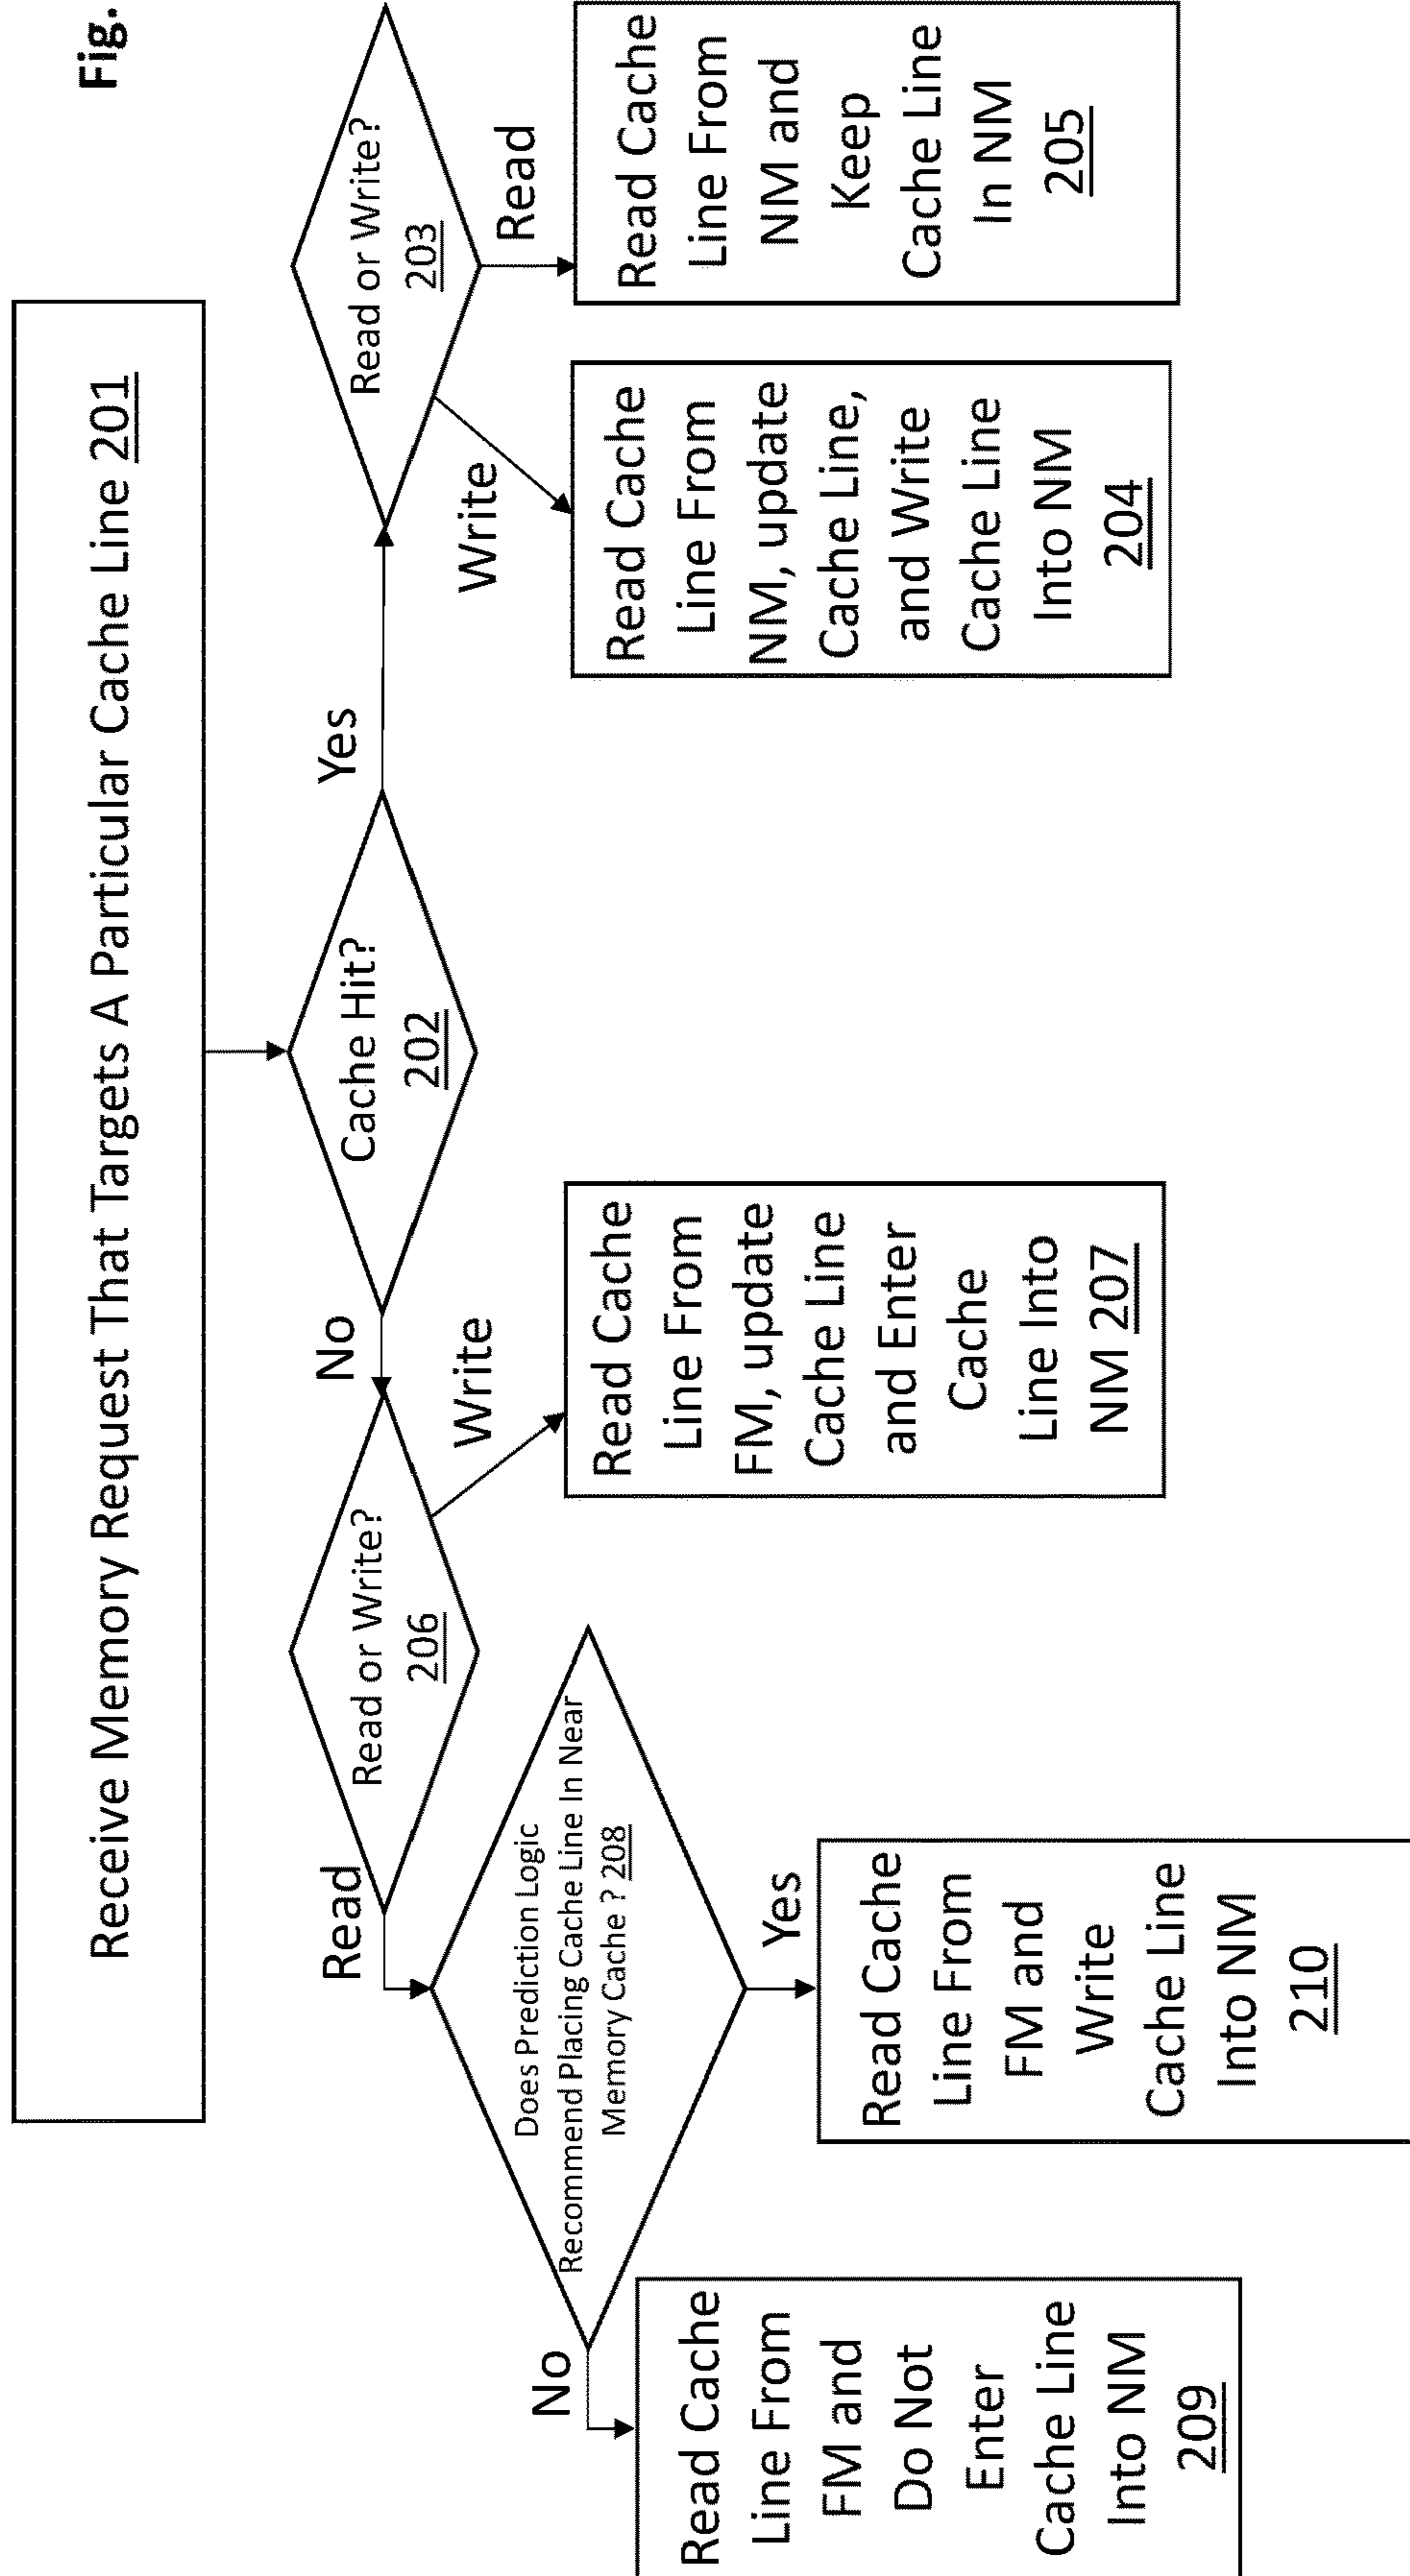 Fig.
Receive Memory Request That Targets A Particular Cache Line 201
Cache Hit?
202
No
Yes
Read or Write?
206
Read
Write
Read or Write?
203
Write
Read
Does Prediction Logic
Recommend Placing Cache Line In Near
Memory Cache ? 208
No
Yes
Read Cache
Line From
FM and
Do Not
Enter
Cache Line
Into NM
209
Read Cache
Line From
FM and
Write
Cache Line
Into NM
210
Read Cache
Line From
FM, update
Cache Line
and Enter
Cache
Line Into
NM 207
Read Cache
Line From
NM, update
Cache Line,
and Write
Cache Line
Into NM
204
Read Cache
Line From
NM and
Keep
Cache Line
In NM
205